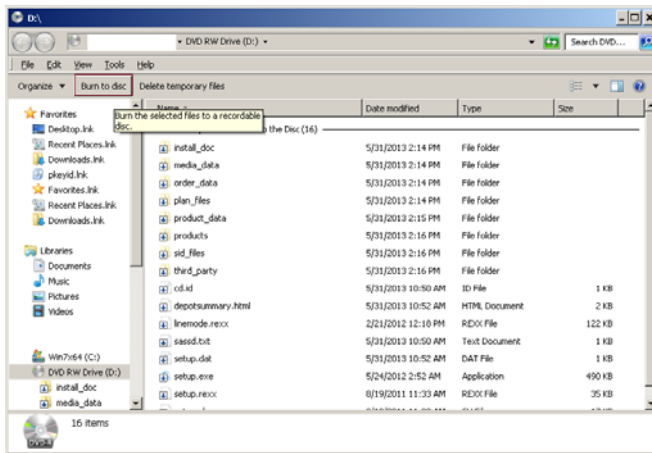 D:\
DVD RW Drive (D:)
Search DVD...
File Edit View Tools Help
Organize Burn to disc Delete temporary files
Burn the selected files to a recordable disc.
Name Date modified Type Size
to the Disc (16)
Favorites
Desktop.lnk
Recent Places.lnk
Downloads.lnk
pkeyid.lnk
Favorites.lnk
Recent Places.lnk
Downloads.lnk
Libraries
Documents
Music
Pictures
Videos
Win7x64 (C:)
DVD RW Drive (D:)
install_doc
media_data
install_doc 5/31/2013 2:14 PM File folder
media_data 5/31/2013 2:14 PM File folder
order_data 5/31/2013 2:14 PM File folder
plan_files 5/31/2013 2:14 PM File folder
product_data 5/31/2013 2:15 PM File folder
products 5/31/2013 2:16 PM File folder
sid_files 5/31/2013 2:16 PM File folder
third_party 5/31/2013 2:16 PM File folder
cd.id 5/31/2013 10:50 AM ID File 1 KB
depotsummary.html 5/31/2013 10:52 AM HTML Document 2 KB
linemode.rexx 2/21/2012 12:18 PM REXX File 122 KB
sassd.txt 5/31/2013 10:50 AM Text Document 1 KB
setup.dat 5/31/2013 10:52 AM DAT File 1 KB
setup.exe 5/24/2012 2:52 AM Application 490 KB
setup.rexx 8/19/2011 11:33 AM REXX File 35 KB
16 items